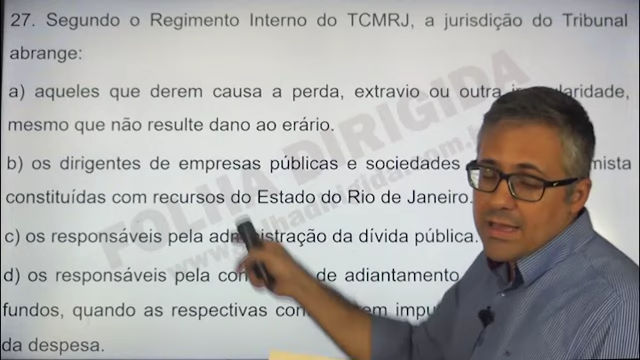 27. Segundo o Regimento Interno do TCMRJ, a jurisdição do Tribunal
abrange:
a) aqueles que derem causa a perda, extravio ou outra
mesmo que não resulte dano ao erário.
b) os dirigentes de empresas públicas e sociedades mista
constituídas com recursos do Estado do Rio de Janeiro.
c) os responsáveis pela administração da dívida pública.
d) os responsáveis pela de adiantamento
fundos, quando as respectivas
da despesa.
FOLHA DIRIGIDA